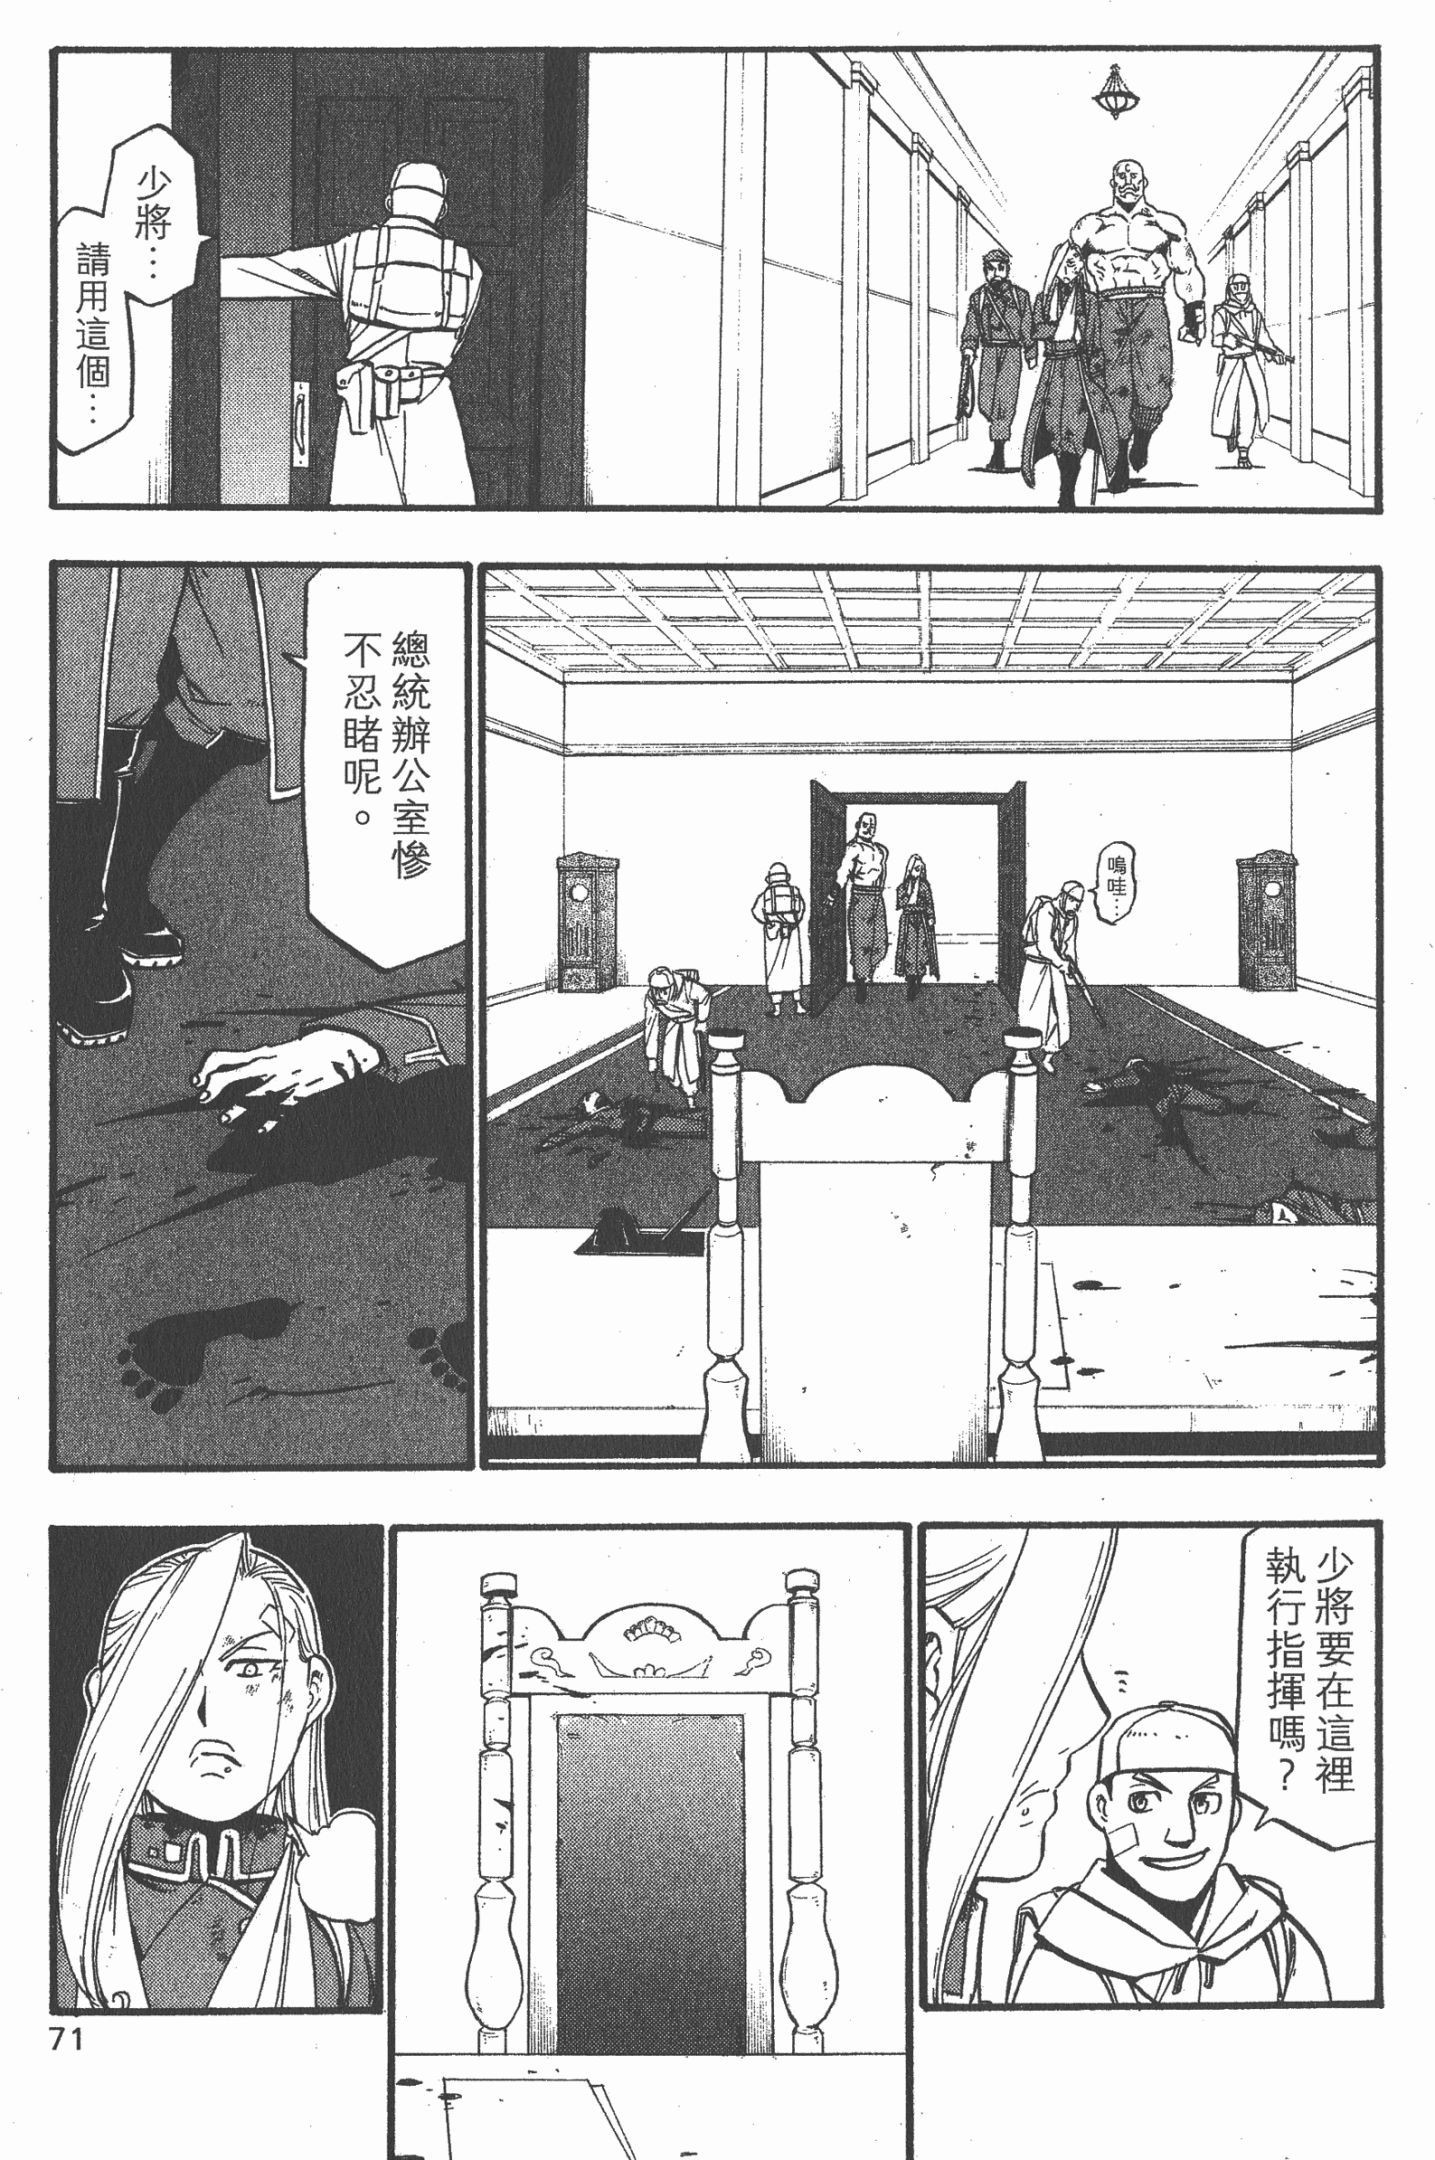 少將…
請用這個…
嗚哇…
總統辦公室慘
不忍睹呢。
少將要在這裡
執行指揮嗎？
71